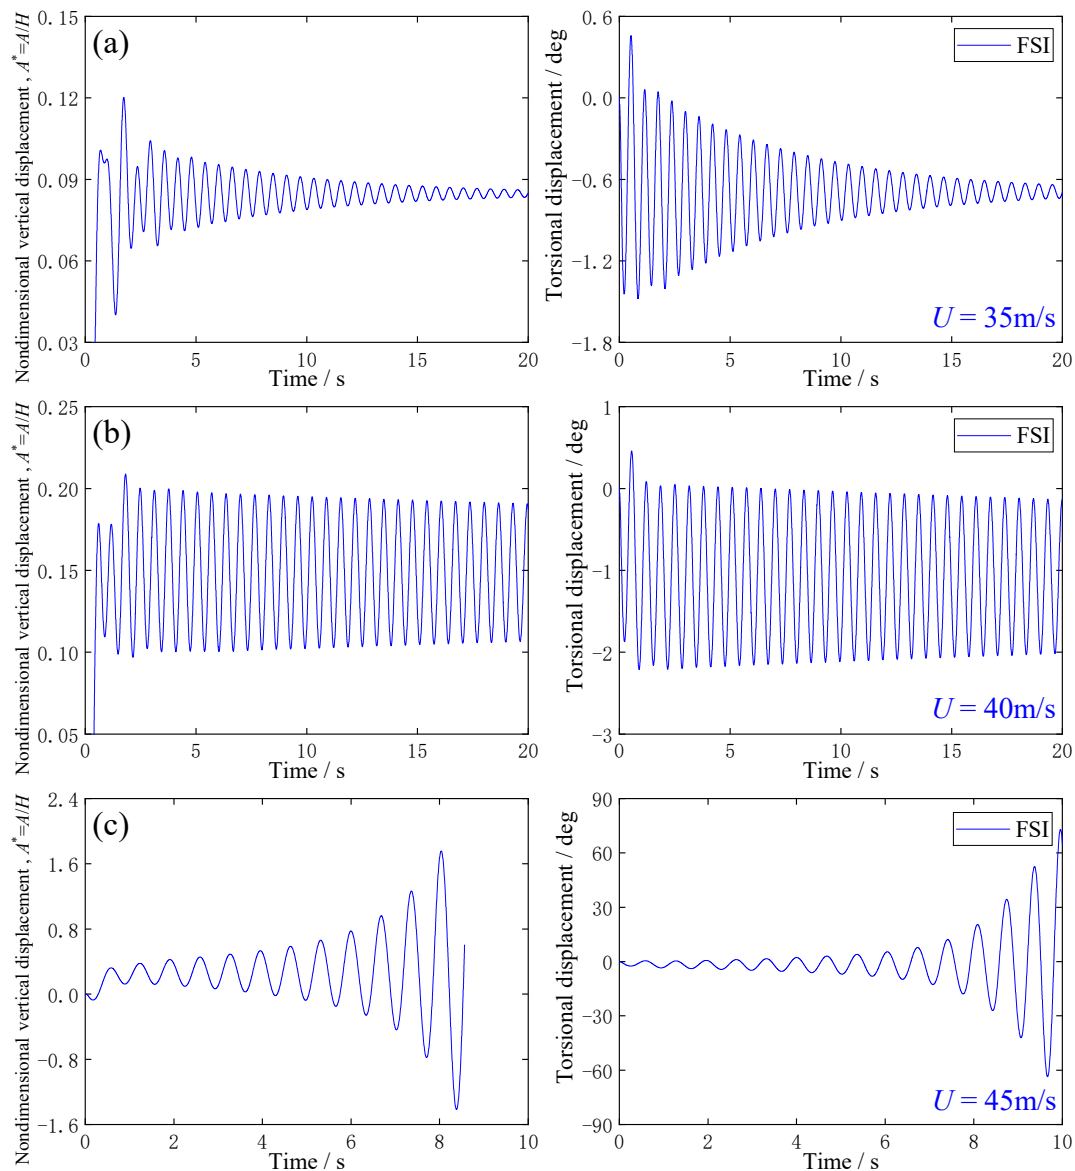 Nondimensional vertical displacement , A*=A/H
0.15
0.12
0.09
0.06
0.03
(a)
0 5 10 15 20
Time / s
Torsional displacement / deg
0.6
0.0
-0.6
-1.2
-1.8
FSI
U = 35m/s
0 5 10 15 20
Time / s
Nondimensional vertical displacement , A*=A/H
0.25
0.20
0.15
0.10
0.05
(b)
0 5 10 15 20
Time / s
Torsional displacement / deg
1
0
-1
-2
-3
FSI
U = 40m/s
0 5 10 15 20
Time / s
Nondimensional vertical displacement , A*=A/H
2.4
1.6
0.8
0.0
-0.8
-1.6
(c)
0 2 4 6 8 10
Time / s
Torsional displacement / deg
90
60
30
0
-30
-60
-90
FSI
U = 45m/s
0 2 4 6 8 10
Time / s